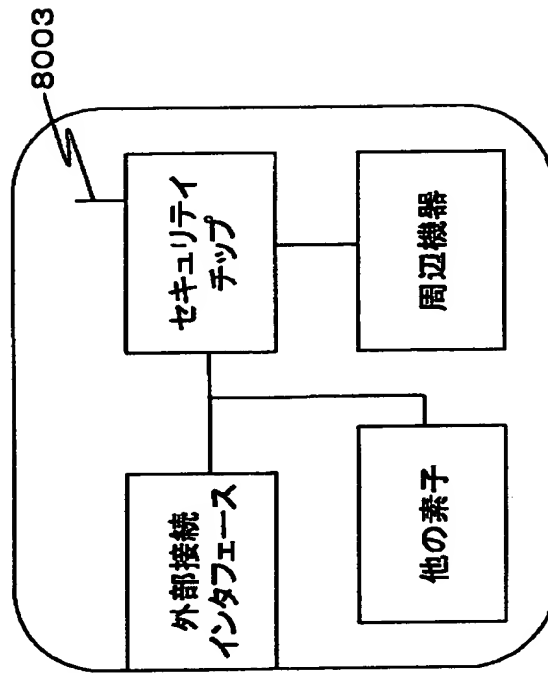 8003
外部接続
インタフェース
セキュリティ
チップ
他の素子
周辺機器